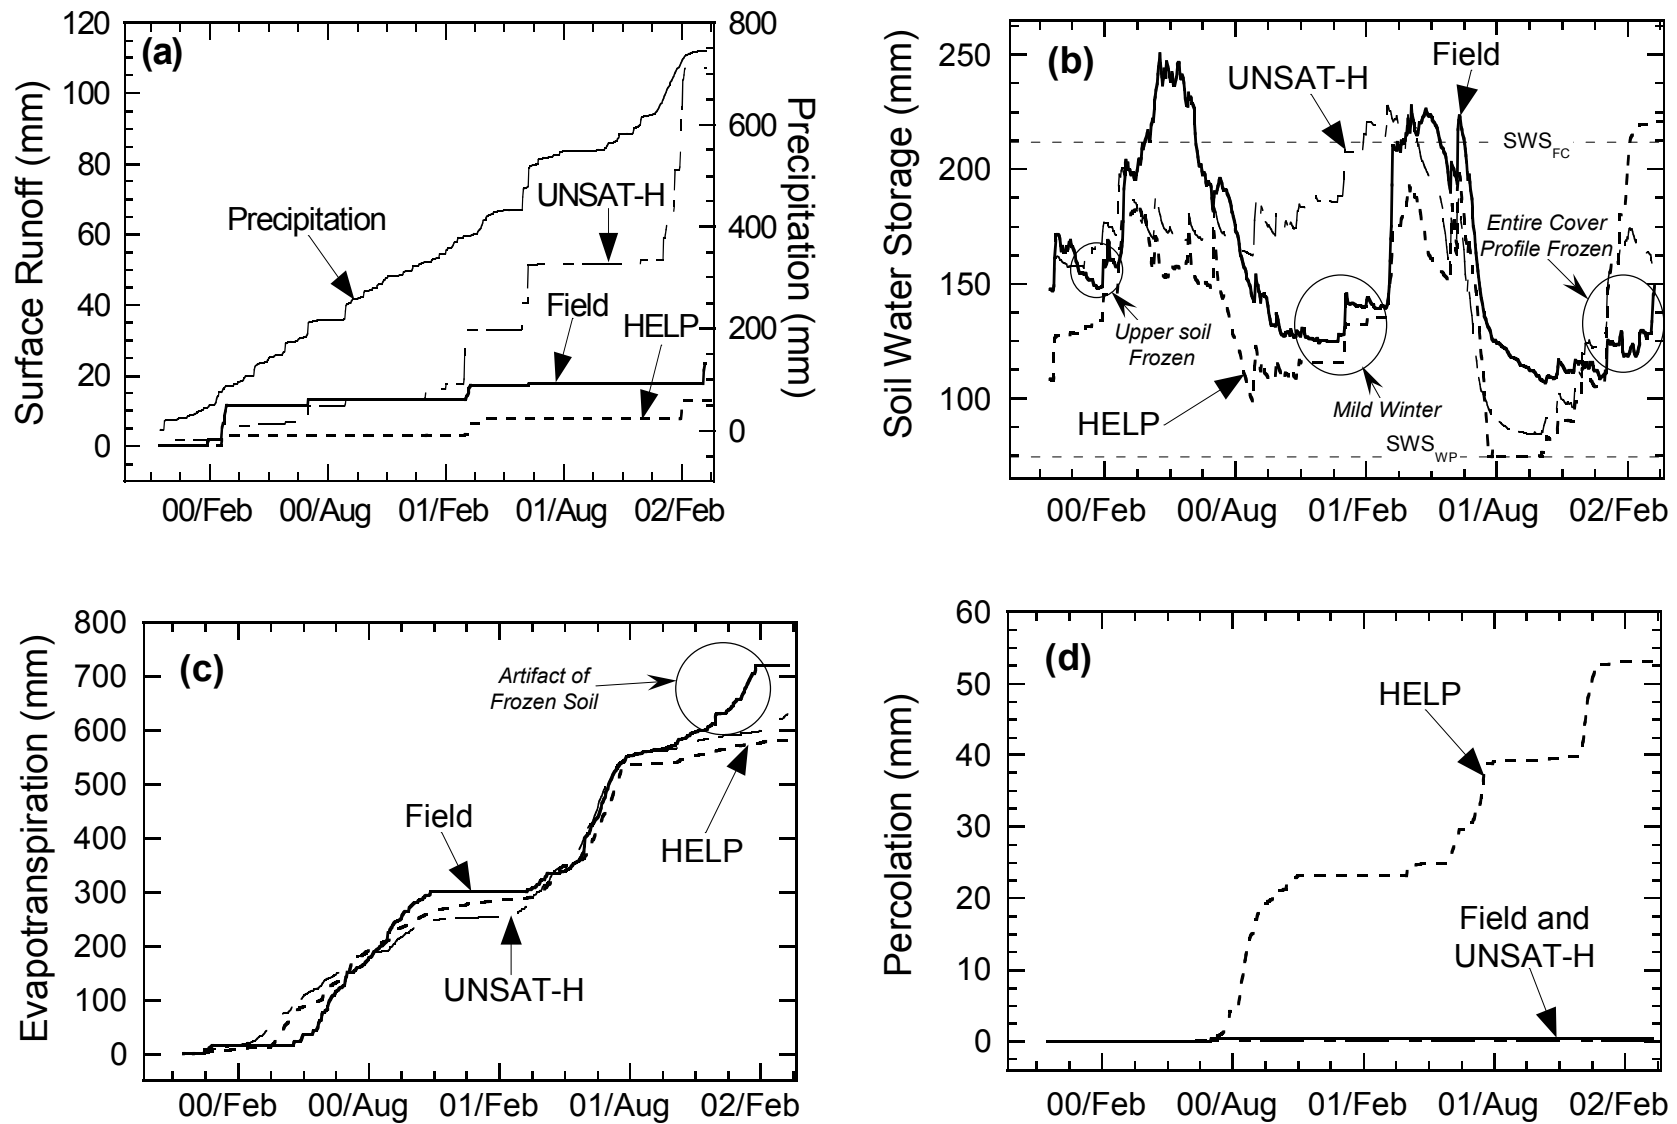 (a)
Surface Runoff (mm)
120
100
80
60
40
20
0
Precipitation (mm)
800
600
400
200
0
Precipitation
UNSAT-H
Field
HELP
00/Feb 00/Aug 01/Feb 01/Aug 02/Feb
(b)
Soil Water Storage (mm)
250
200
150
100
UNSAT-H
Field
SWSFC
Entire Cover
Profile Frozen
Upper soil
Frozen
Mild Winter
HELP
SWSWP
00/Feb 00/Aug 01/Feb 01/Aug 02/Feb
(c)
Evapotranspiration (mm)
800
700
600
500
400
300
200
100
0
Artifact of
Frozen Soil
Field
HELP
UNSAT-H
00/Feb 00/Aug 01/Feb 01/Aug 02/Feb
(d)
Percolation (mm)
60
50
40
30
20
10
0
HELP
Field and
UNSAT-H
00/Feb 00/Aug 01/Feb 01/Aug 02/Feb